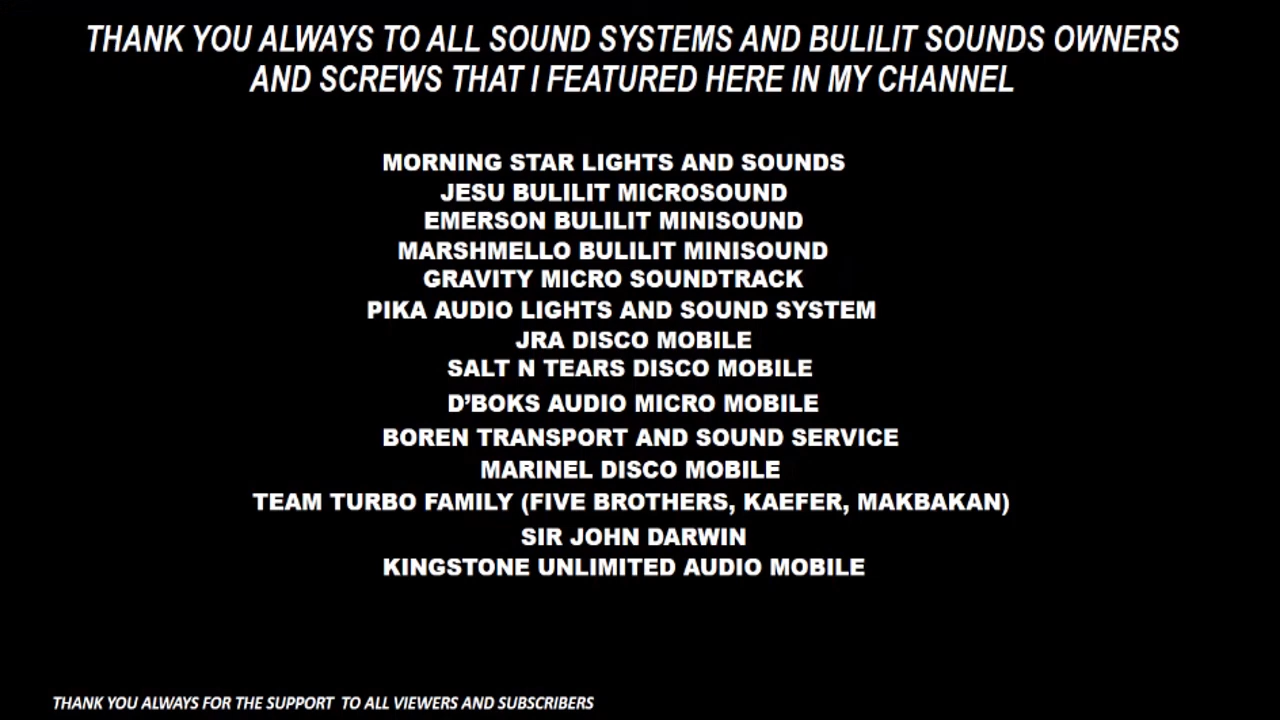 THANK YOU ALWAYS TO ALL SOUND SYSTEMS AND BULILIT SOUNDS OWNERS
AND SCREWS THAT I FEATURED HERE IN MY CHANNEL
MORNING STAR LIGHTS AND SOUNDS
JESU BULILIT MICROSOUND
EMERSON BULILIT MINISOUND
MARSHMELLO BULILIT MINISOUND
GRAVITY MICRO SOUNDTRACK
PIKA AUDIO LIGHTS AND SOUND SYSTEM
JRA DISCO MOBILE
SALT N TEARS DISCO MOBILE
D’BOKS AUDIO MICRO MOBILE
BOREN TRANSPORT AND SOUND SERVICE
MARINEL DISCO MOBILE
TEAM TURBO FAMILY (FIVE BROTHERS, KAEFER, MAKBAKAN)
SIR JOHN DARWIN
KINGSTONE UNLIMITED AUDIO MOBILE
THANK YOU ALWAYS FOR THE SUPPORT  TO ALL VIEWERS AND SUBSCRIBERS